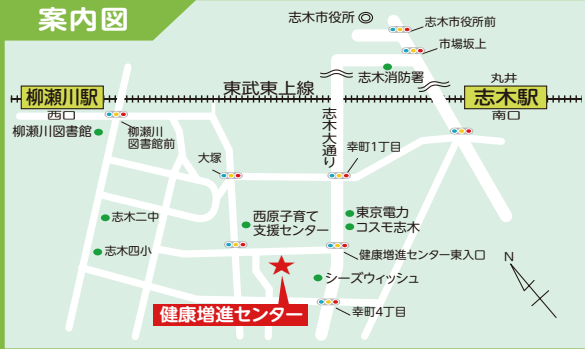 案内図
志木市役所
志木市役所前
市場坂上
志木消防署
丸井
東武東上線
柳瀬川駅
志木駅
西口
南口
柳瀬川図書館
柳瀬川
図書館前
志木大通り
大塚
幸町1丁目
志木二中
西原子育て
支援センター
東京電力
コスモ志木
志木四小
健康増進センター東入口
シーズウィッシュ
健康増進センター
幸町4丁目
N